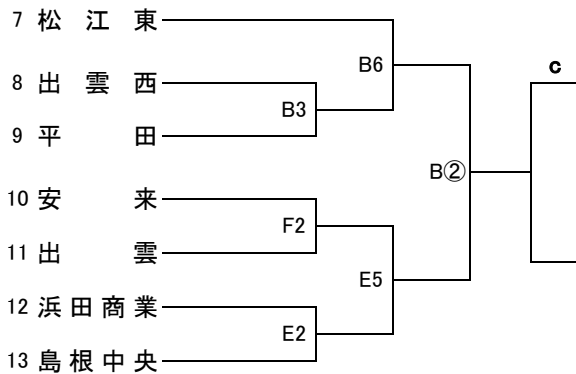 7 松江東
B6
c
8 出雲西
B3
9 平田
B②
10 安来
F2
11 出雲
E5
12 浜田商業
E2
13 島根中央